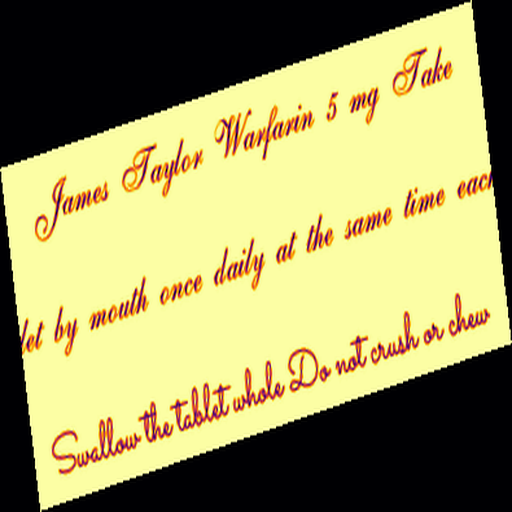 James Taylor Warfarin 5 mg Take
by mouth once daily at the same time
Swallow the tablet whole Do not crush or chew